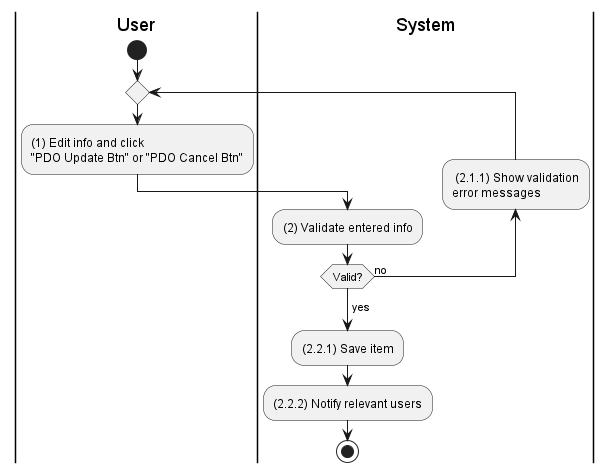 User
System
(1) Edit info and click
"PDO Update Btn" or "PDO Cancel Btn"
(2.1.1) Show validation
error messages
(2) Validate entered info
Valid?
no
yes
(2.2.1) Save item
(2.2.2) Notify relevant users